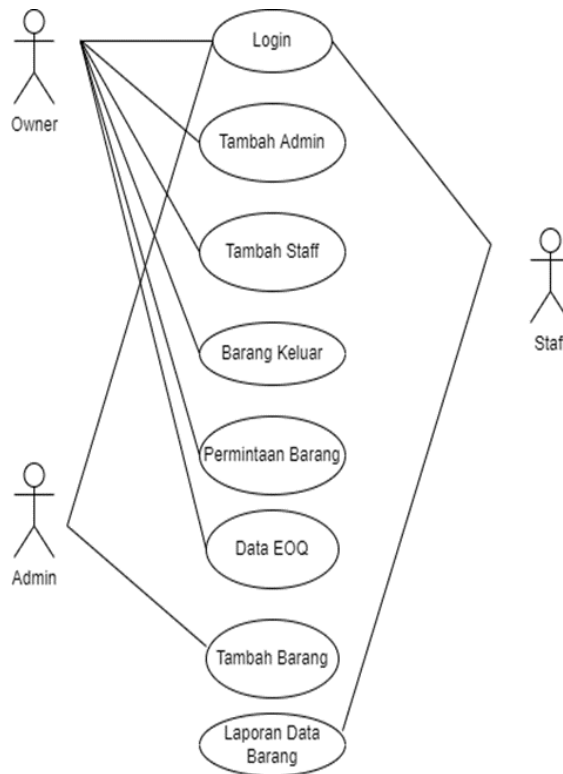 Login
Owner
Tambah Admin
Tambah Staff
Staf
Barang Keluar
Permintaan Barang
Admin
Data EOQ
Tambah Barang
Laporan Data
Barang